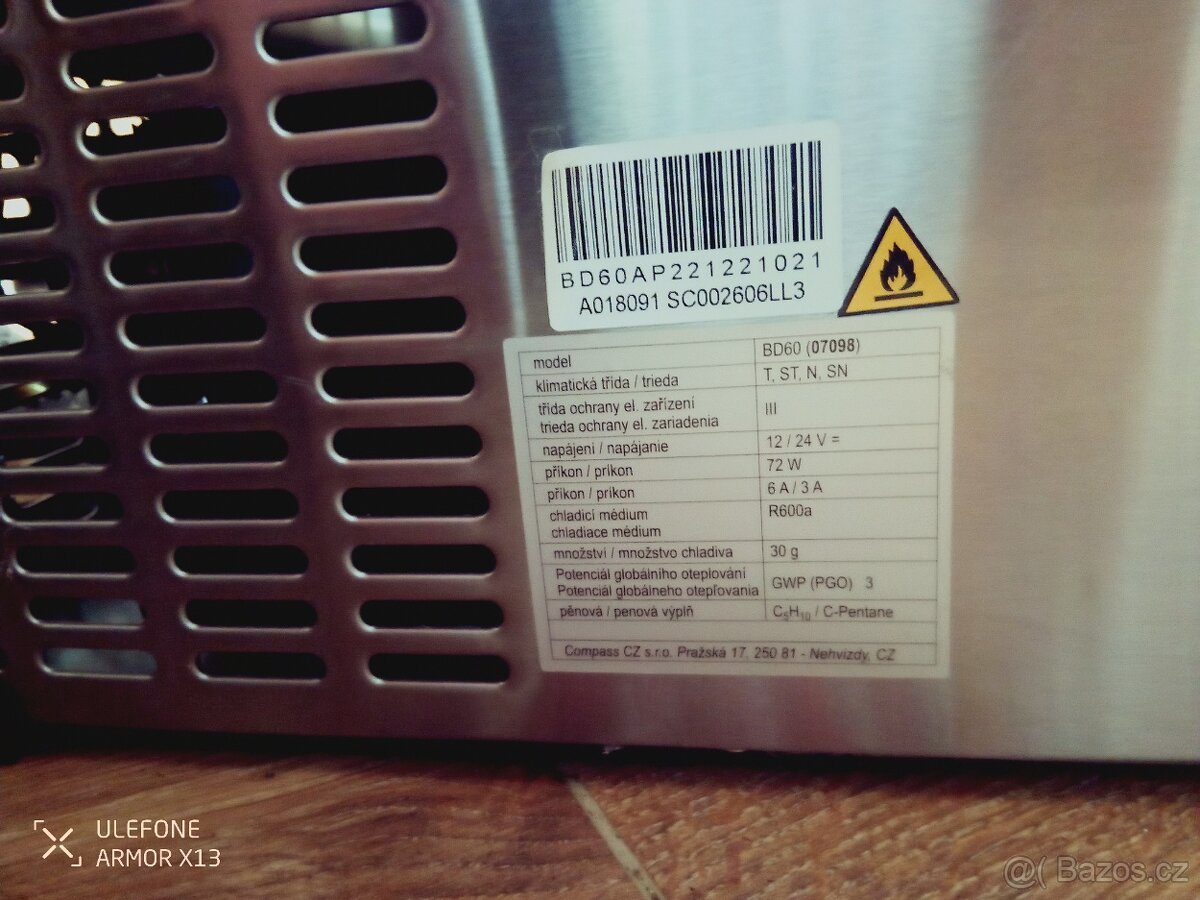 BD60AP221221021
A018091 SC002606LL3
model BD60 (07098)
klimatická třída / trieda T, ST, N, SN
třída ochrany el. zařízení
trieda ochrany el. zariadenia III
napájení / napájanie 12 / 24 V =
příkon / príkon 72 W
příkon / príkon 6 A / 3 A
chladicí médium R600a
chladiace médium
množství / množstvo chladiva 30 g
Potenciál globálního oteplování
Potenciál globálneho otepľovania GWP (PGO) 3
pěnová / penová výplň C₅H₁₀ / C-Pentane
Compass CZ s.r.o. Pražská 17, 250 81 - Nehvizdy, CZ
ULEFONE
ARMOR X13
@( Bazos.cz